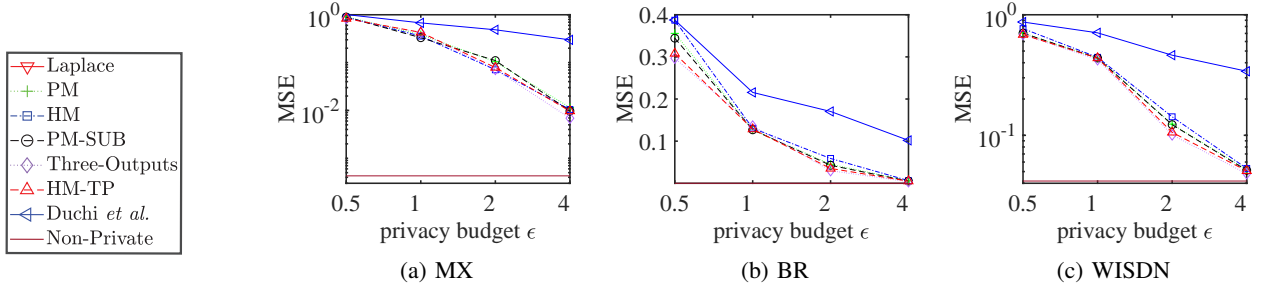 Laplace
PM
HM
PM-SUB
Three-Outputs
HM-TP
Duchi et al.
Non-Private
MSE
10^0
10^-2
0.5 1 2 4
privacy budget ϵ
(a) MX
MSE
0.4
0.3
0.2
0.1
0.5 1 2 4
privacy budget ϵ
(b) BR
MSE
10^0
10^-1
0.5 1 2 4
privacy budget ϵ
(c) WISDN